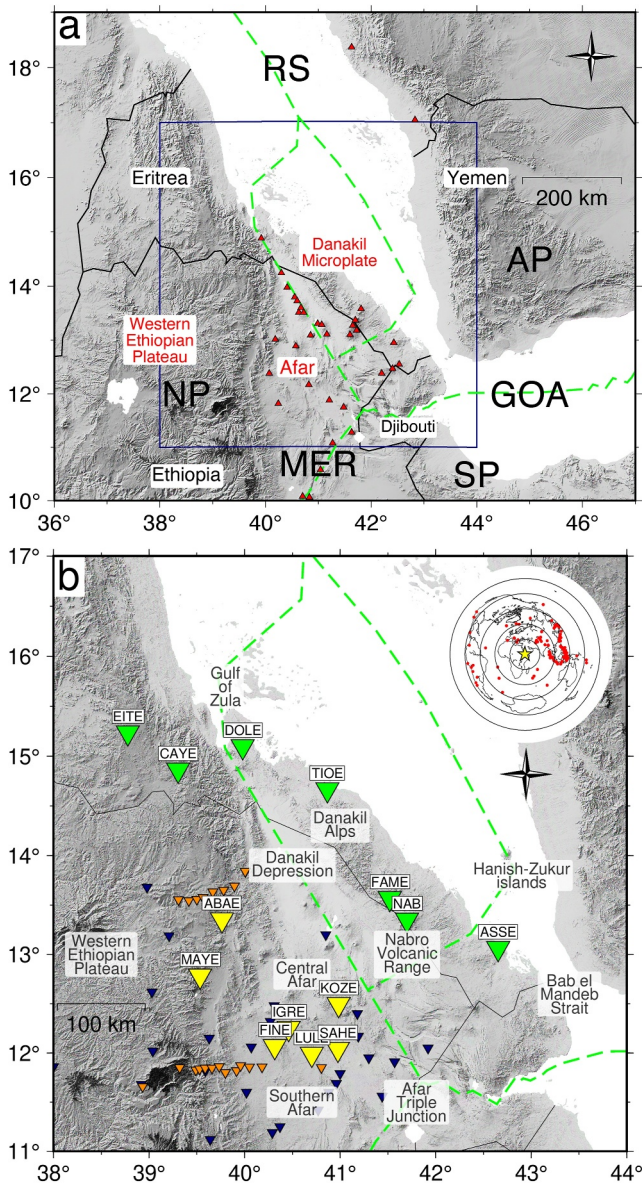 a
RS
18°
16°
14°
12°
10°
Eritrea
Yemen
200 km
Danakil
Microplate
AP
Western
Ethiopian
Plateau
Afar
NP
GOA
Djibouti
MER
Ethiopia
SP
36°
38°
40°
42°
44°
46°
17°
b
16°
Gulf
of
Zula
EITE
DOLE
CAYE
15°
TIOE
Danakil
Alps
14°
Danakil
Depression
Hanish-Zukur
islands
FAME
ABAE
NAB
ASSE
13°
Western
Ethiopian
Plateau
Nabro
Volcanic
Range
MAYE
Central
Afar
KOZE
Bab el
Mandeb
Strait
100 km
IGRE
FINE
LULE
SAHE
12°
Southern
Afar
Afar
Triple
Junction
11°
38°
39°
40°
41°
42°
43°
44°